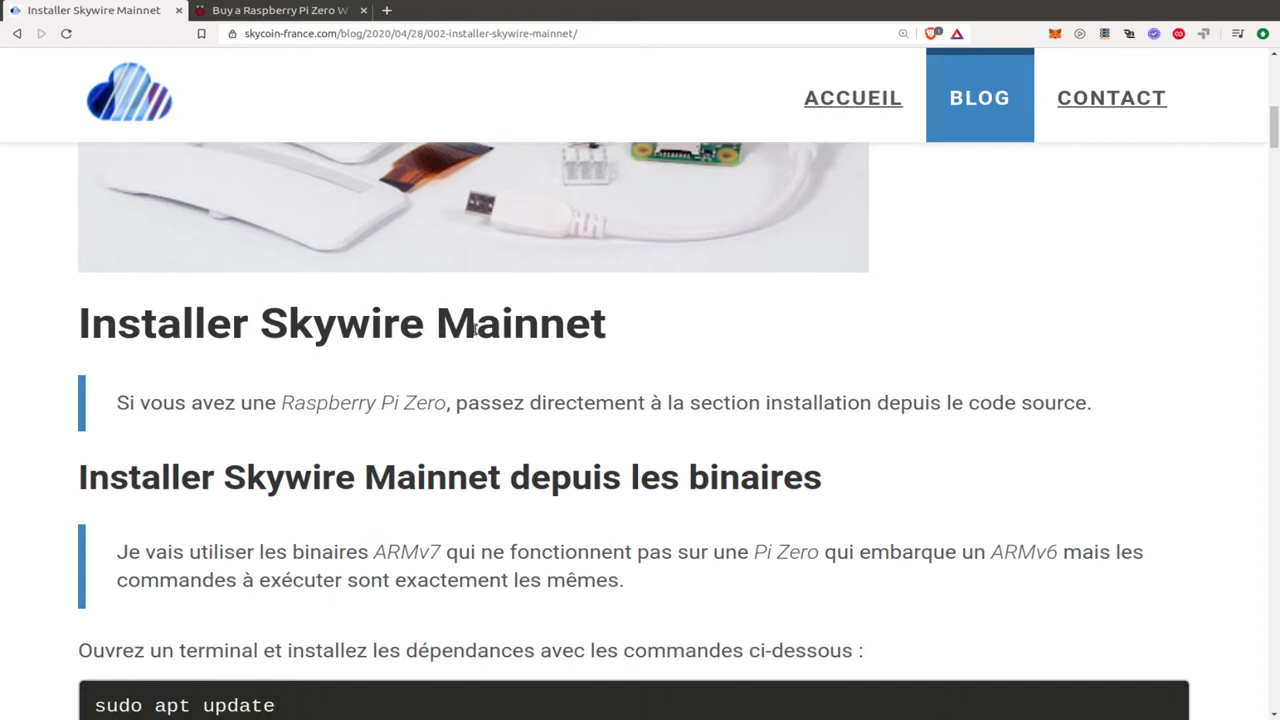 Installer Skywire Mainnet
Buy a Raspberry Pi Zero W
skycoin-france.com/blog/2020/04/28/002-installer-skywire-mainnet/
ACCUEIL
BLOG
CONTACT
Installer Skywire Mainnet
Si vous avez une Raspberry Pi Zero, passez directement à la section installation depuis le code source.
Installer Skywire Mainnet depuis les binaires
Je vais utiliser les binaires ARMv7 qui ne fonctionnent pas sur une Pi Zero qui embarque un ARMv6 mais les
commandes à exécuter sont exactement les mêmes.
Ouvrez un terminal et installez les dépendances avec les commandes ci-dessous :
sudo apt update